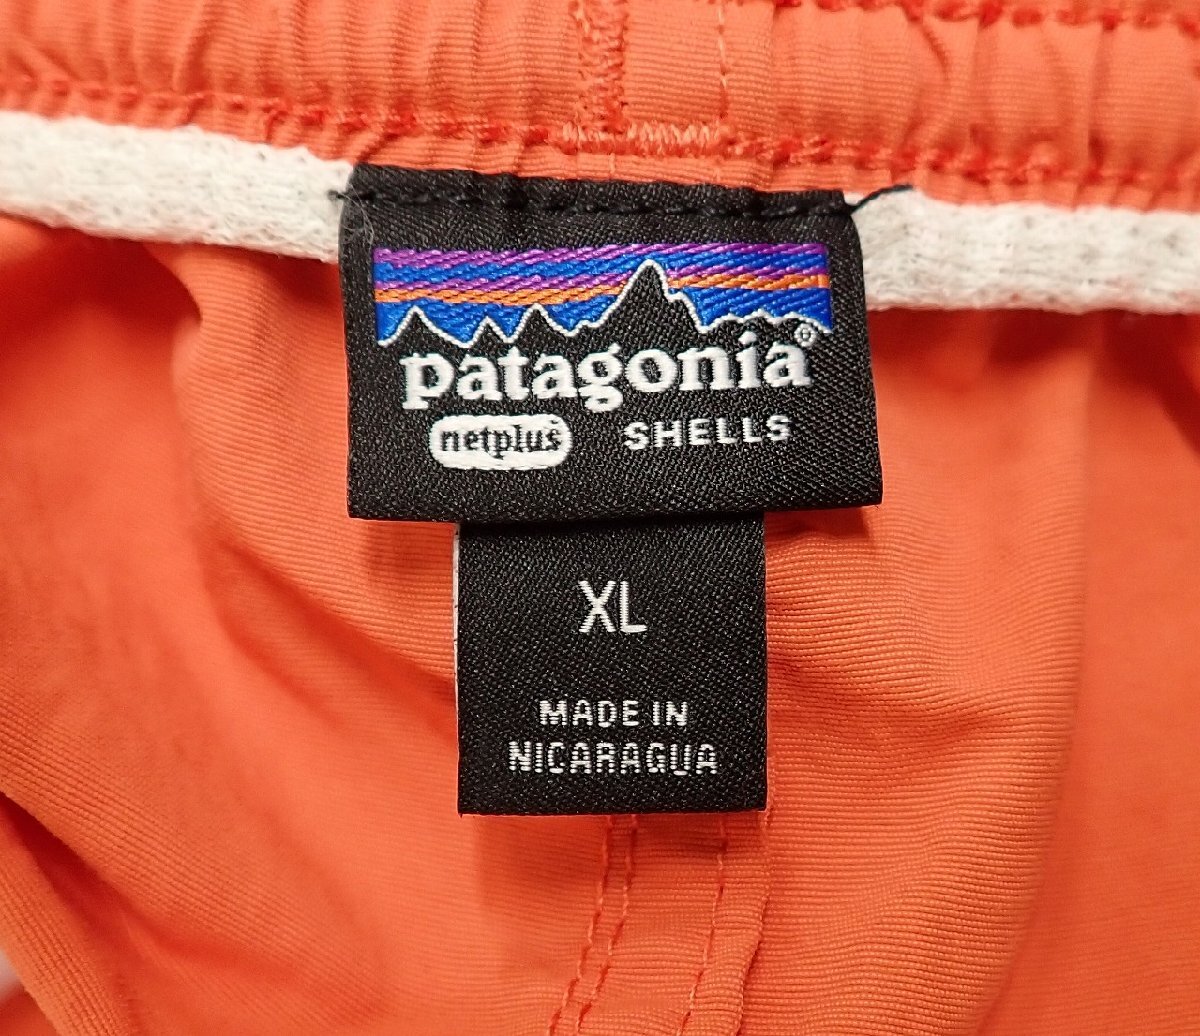 patagonia®
netplus® SHELLS
XL
MADE IN
NICARAGUA